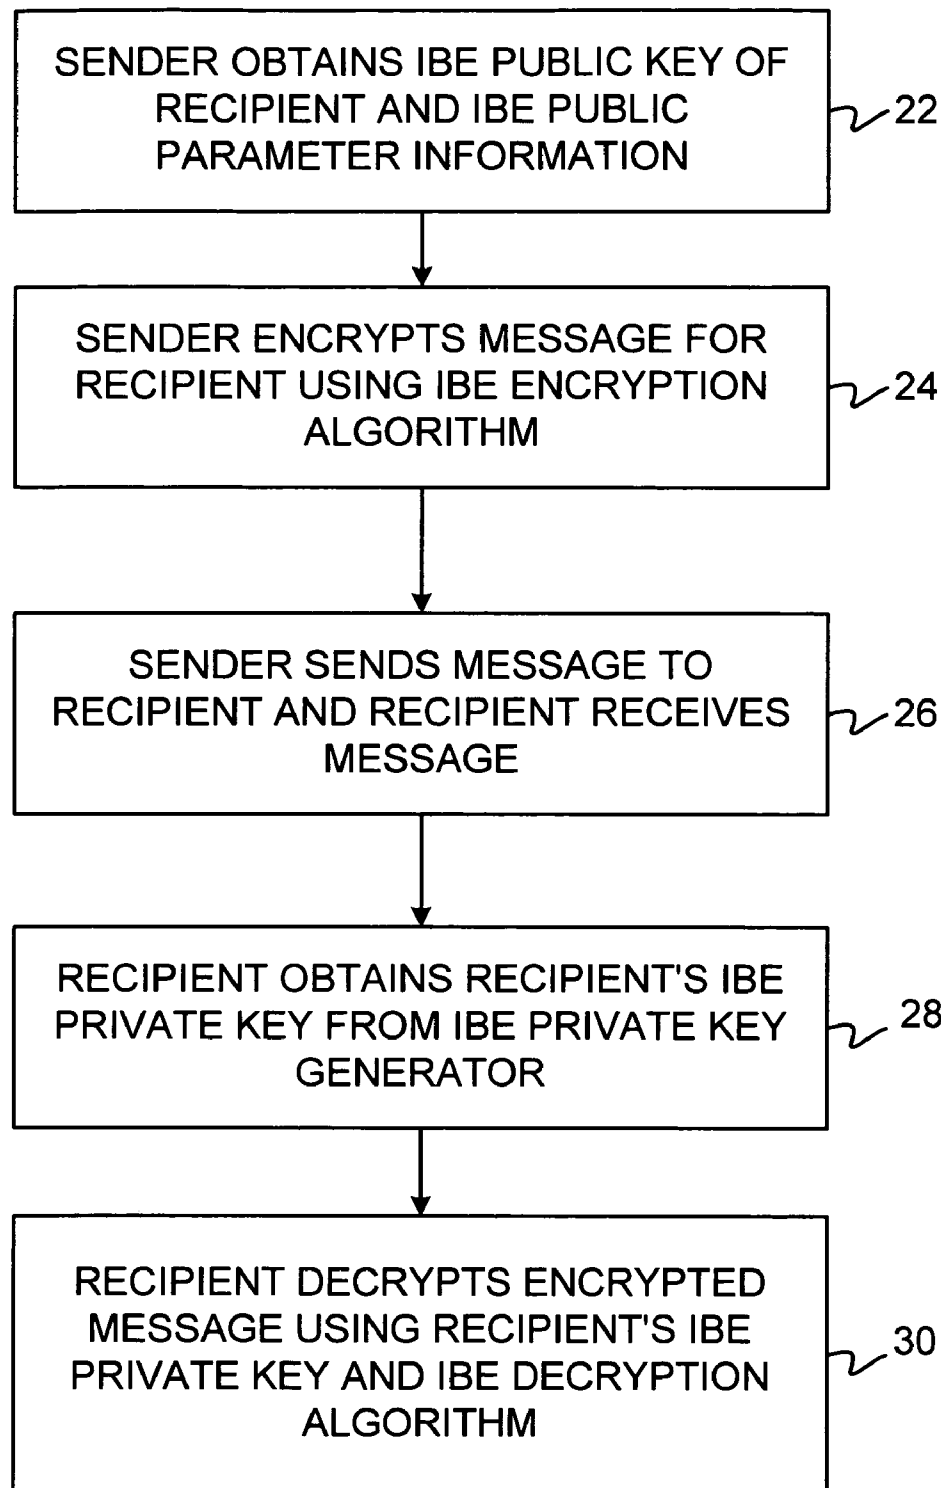 SENDER OBTAINS IBE PUBLIC KEY OF
RECIPIENT AND IBE PUBLIC
PARAMETER INFORMATION
22
SENDER ENCRYPTS MESSAGE FOR
RECIPIENT USING IBE ENCRYPTION
ALGORITHM
24
SENDER SENDS MESSAGE TO
RECIPIENT AND RECIPIENT RECEIVES
MESSAGE
26
RECIPIENT OBTAINS RECIPIENT'S IBE
PRIVATE KEY FROM IBE PRIVATE KEY
GENERATOR
28
RECIPIENT DECRYPTS ENCRYPTED
MESSAGE USING RECIPIENT'S IBE
PRIVATE KEY AND IBE DECRYPTION
ALGORITHM
30